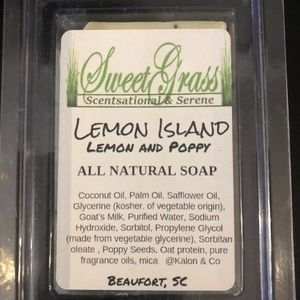 SweetGrass
Scentsational & Serene
LEMON ISLAND
LEMON AND POPPY
ALL NATURAL SOAP
Coconut Oil, Palm Oil, Safflower Oil,
Glycerine (kosher, of vegetable origin),
Goat's Milk, Purified Water, Sodium
Hydroxide, Sorbitol, Propylene Glycol
(made from vegetable glycerin), Sorbitan
oleate , Poppy Seeds, Oat protein, pure
fragrance oils, mica @Kalon & Co
BEAUFORT, SC